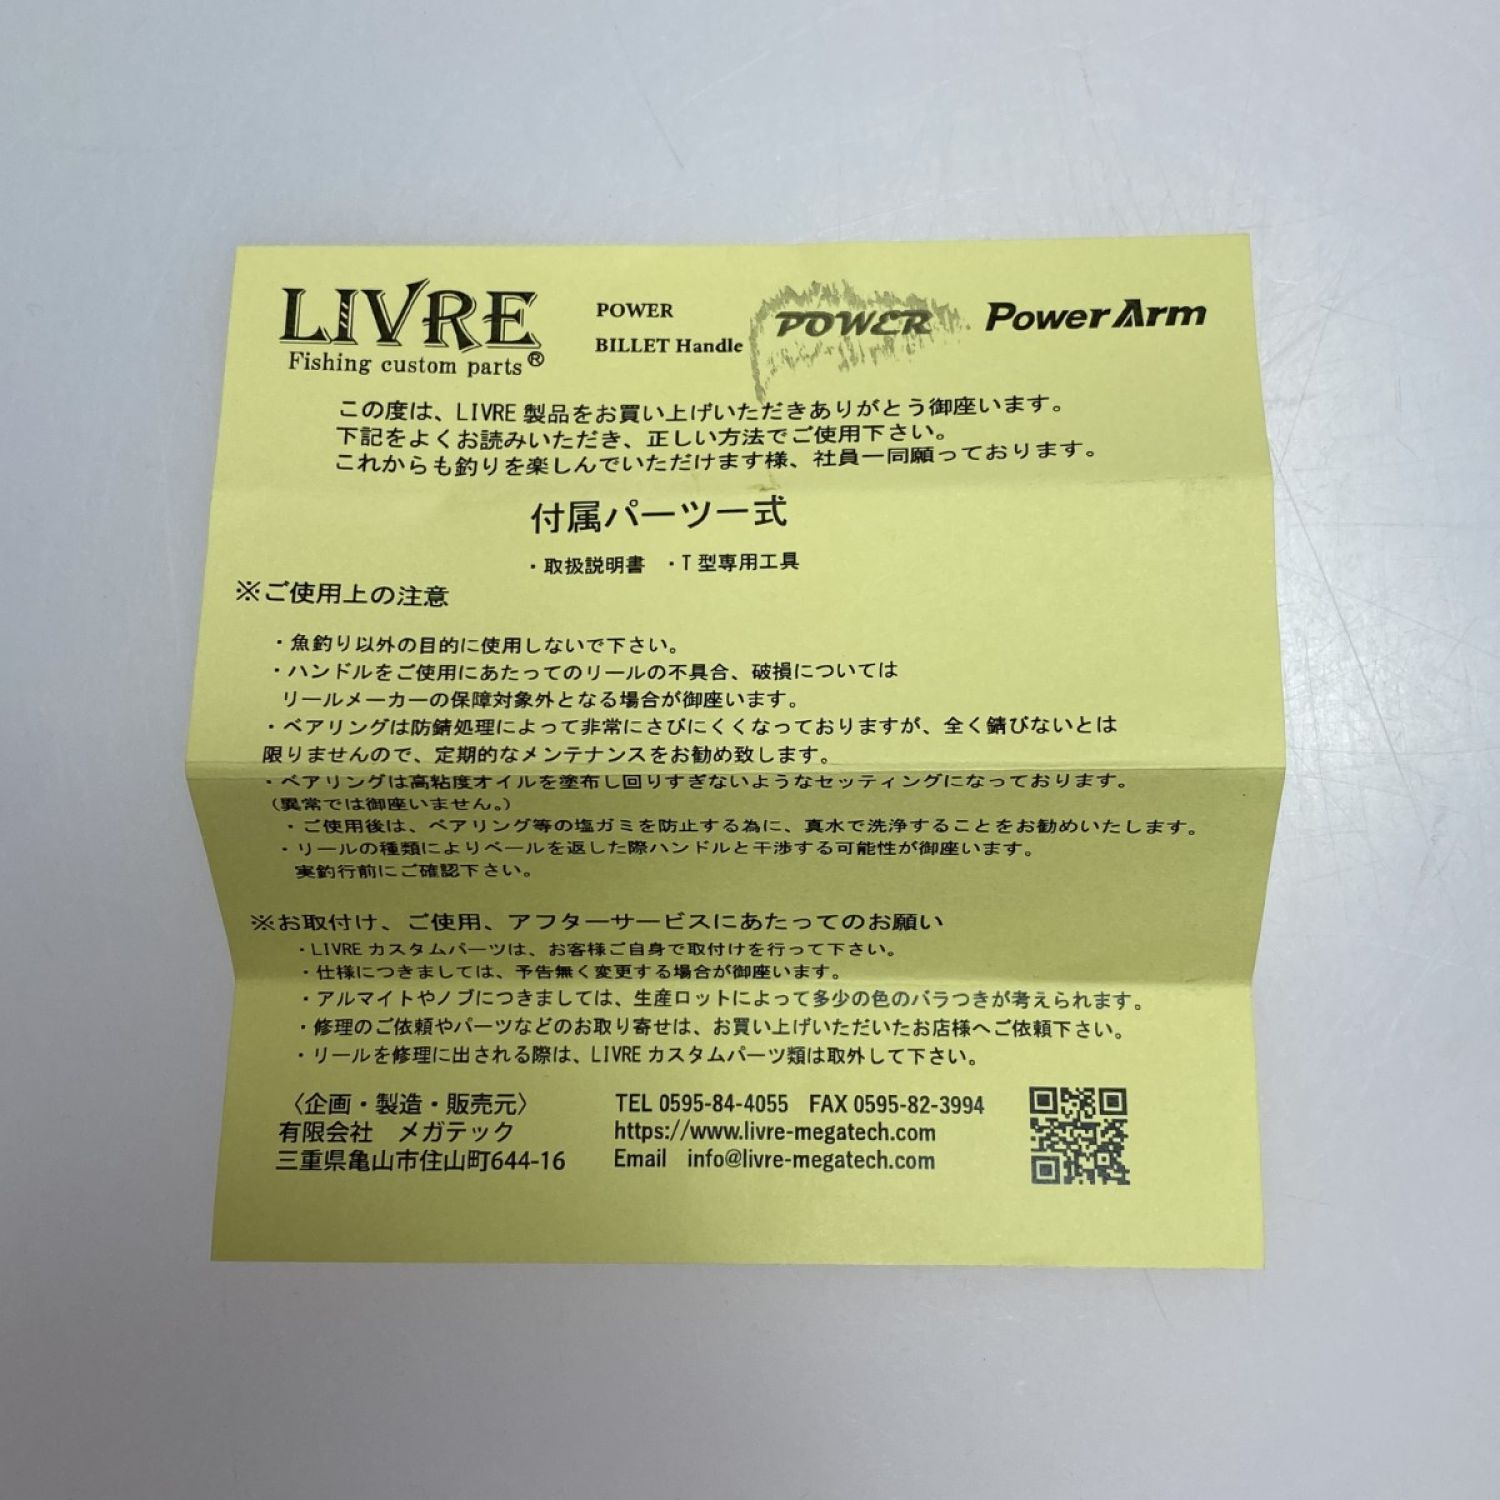 LIVRE
Fishing custom parts®
POWER
BILLET Handle
POWER
Power Arm
この度は、LIVRE 製品をお買い上げいただきありがとう御座います。
下記をよくお読みいただき、正しい方法でご使用下さい。
これからも釣りを楽しんでいただけます様、社員一同願っております。
付属パーツ一式
・取扱説明書　・T 型専用工具
※ご使用上の注意
・魚釣り以外の目的に使用しないで下さい。
・ハンドルをご使用にあたってのリールの不具合、破損については
リールメーカーの保障対象外となる場合が御座います。
・ベアリングは防錆処理によって非常にさびにくくなっておりますが、全く錆びないとは
限りませんので、定期的なメンテナンスをお勧め致します。
・ベアリングは高粘度オイルを塗布し回りすぎないようなセッティングになっております。
（異常では御座いません。）
・ご使用後は、ベアリング等の塩ガミを防止する為に、真水で洗浄することをお勧めいたします。
・リールの種類によりベールを返した際ハンドルと干渉する可能性が御座います。
実釣行前にご確認下さい。
※お取付け、ご使用、アフターサービスにあたってのお願い
・LIVRE カスタムパーツは、お客様ご自身で取付けを行って下さい。
・仕様につきましては、予告無く変更する場合が御座います。
・アルマイトやノブにつきましては、生産ロットによって多少の色のバラつきが考えられます。
・修理のご依頼やパーツなどのお取り寄せは、お買い上げいただいたお店様へご依頼下さい。
・リールを修理に出される際は、LIVRE カスタムパーツ類は取外して下さい。
〈企画・製造・販売元〉
有限会社　メガテック
三重県亀山市住山町644-16
TEL 0595-84-4055　FAX 0595-82-3994
https://www.livre-megatech.com
Email　info@livre-megatech.com